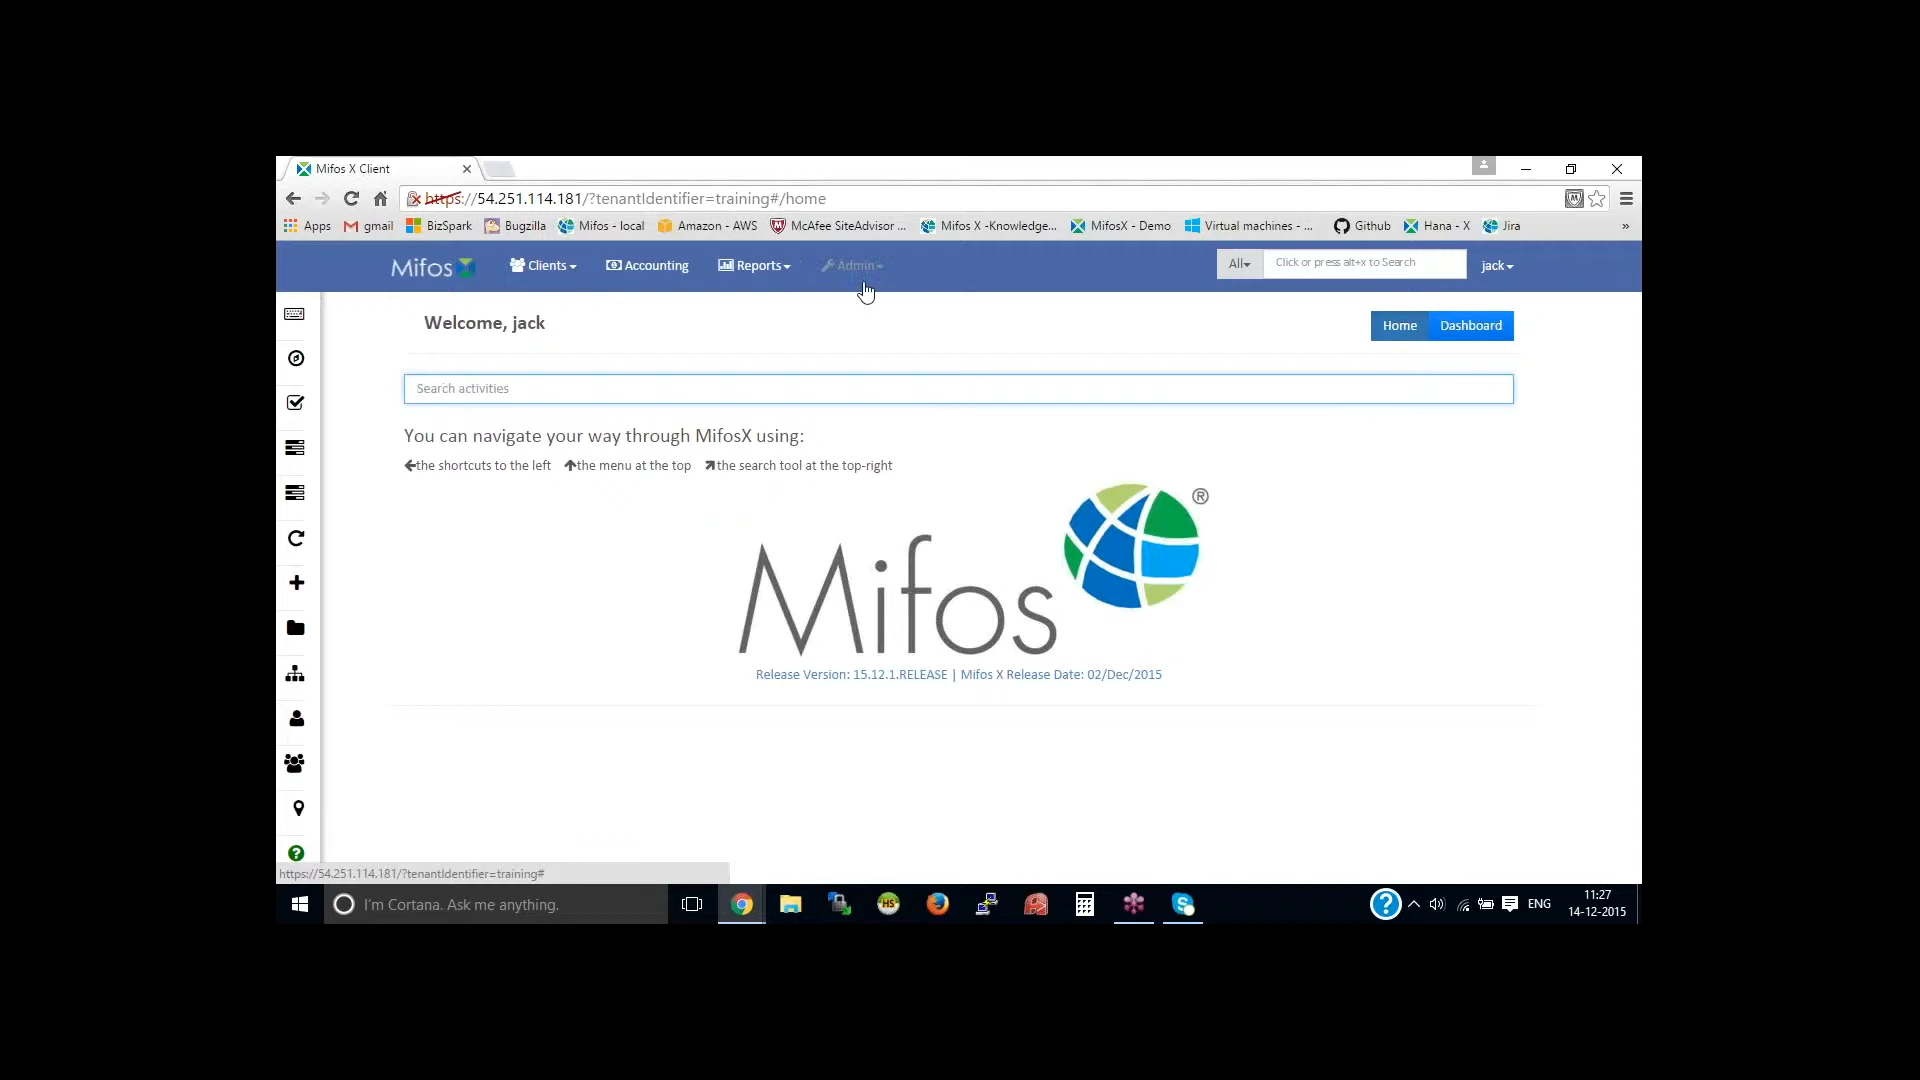 Mifos X Client
https://54.251.114.181/?tenantIdentifier=training#/home
Apps gmail BizSpark Bugzilla Mifos - local Amazon - AWS McAfee SiteAdvisor ... Mifos X -Knowledge... MifosX - Demo Virtual machines - ... Github Hana - X Jira »
Mifos Clients Accounting Reports Admin All Click or press alt+x to Search jack
Welcome, jack
Home Dashboard
Search activities
You can navigate your way through MifosX using:
the shortcuts to the left the menu at the top the search tool at the top-right
Mifos ®
Release Version: 15.12.1.RELEASE | Mifos X Release Date: 02/Dec/2015
https://54.251.114.181/?tenantIdentifier=training#
I'm Cortana. Ask me anything.
HS
ENG
11:27
14-12-2015